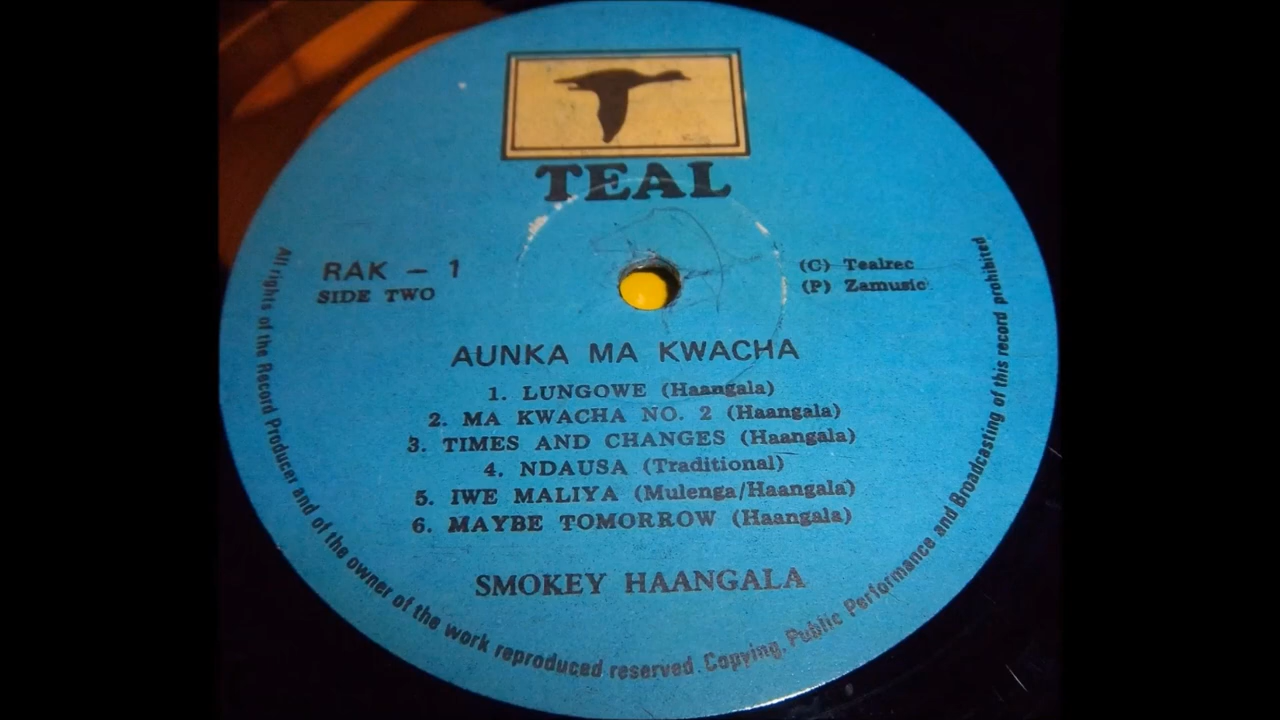 TEAL
RAK - 1
SIDE TWO
(C) Tealrec
(P) Zamusic
AUNKA MA KWACHA
1. LUNGOWE (Haangala)
2. MA KWACHA NO. 2 (Haangala)
3. TIMES AND CHANGES (Haangala)
4. NDAUSA (Traditional)
5. IWE MALIYA (Mulenga/Haangala)
6. MAYBE TOMORROW (Haangala)
SMOKEY HAANGALA
All rights of the Record Producer and of the owner of the work reproduced reserved. Copying, Public Performance and Broadcasting of this record prohibited